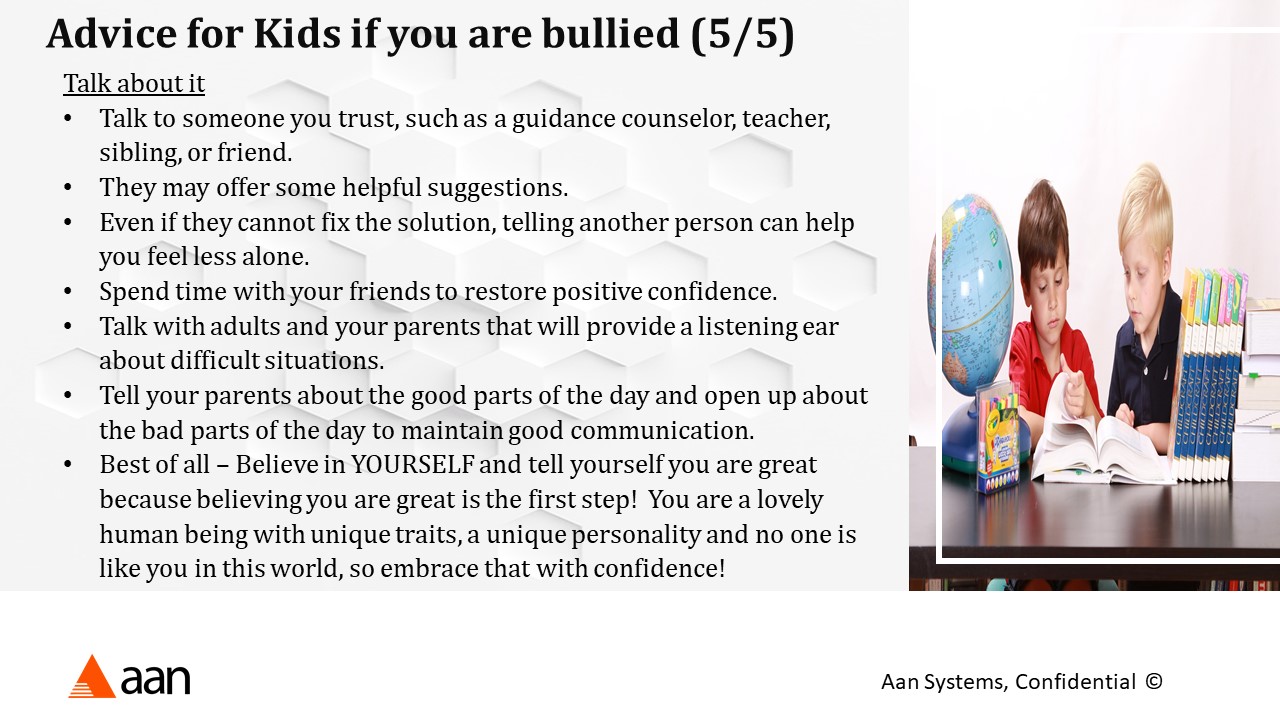 Advice for Kids if you are bullied (5/5)
Talk about it
• Talk to someone you trust, such as a guidance counselor, teacher,
sibling, or friend.
• They may offer some helpful suggestions.
• Even if they cannot fix the solution, telling another person can help
you feel less alone.
• Spend time with your friends to restore positive confidence.
• Talk with adults and your parents that will provide a listening ear
about difficult situations.
• Tell your parents about the good parts of the day and open up about
the bad parts of the day to maintain good communication.
• Best of all – Believe in YOURSELF and tell yourself you are great
because believing you are great is the first step!  You are a lovely
human being with unique traits, a unique personality and no one is
like you in this world, so embrace that with confidence!
aan
Aan Systems, Confidential ©